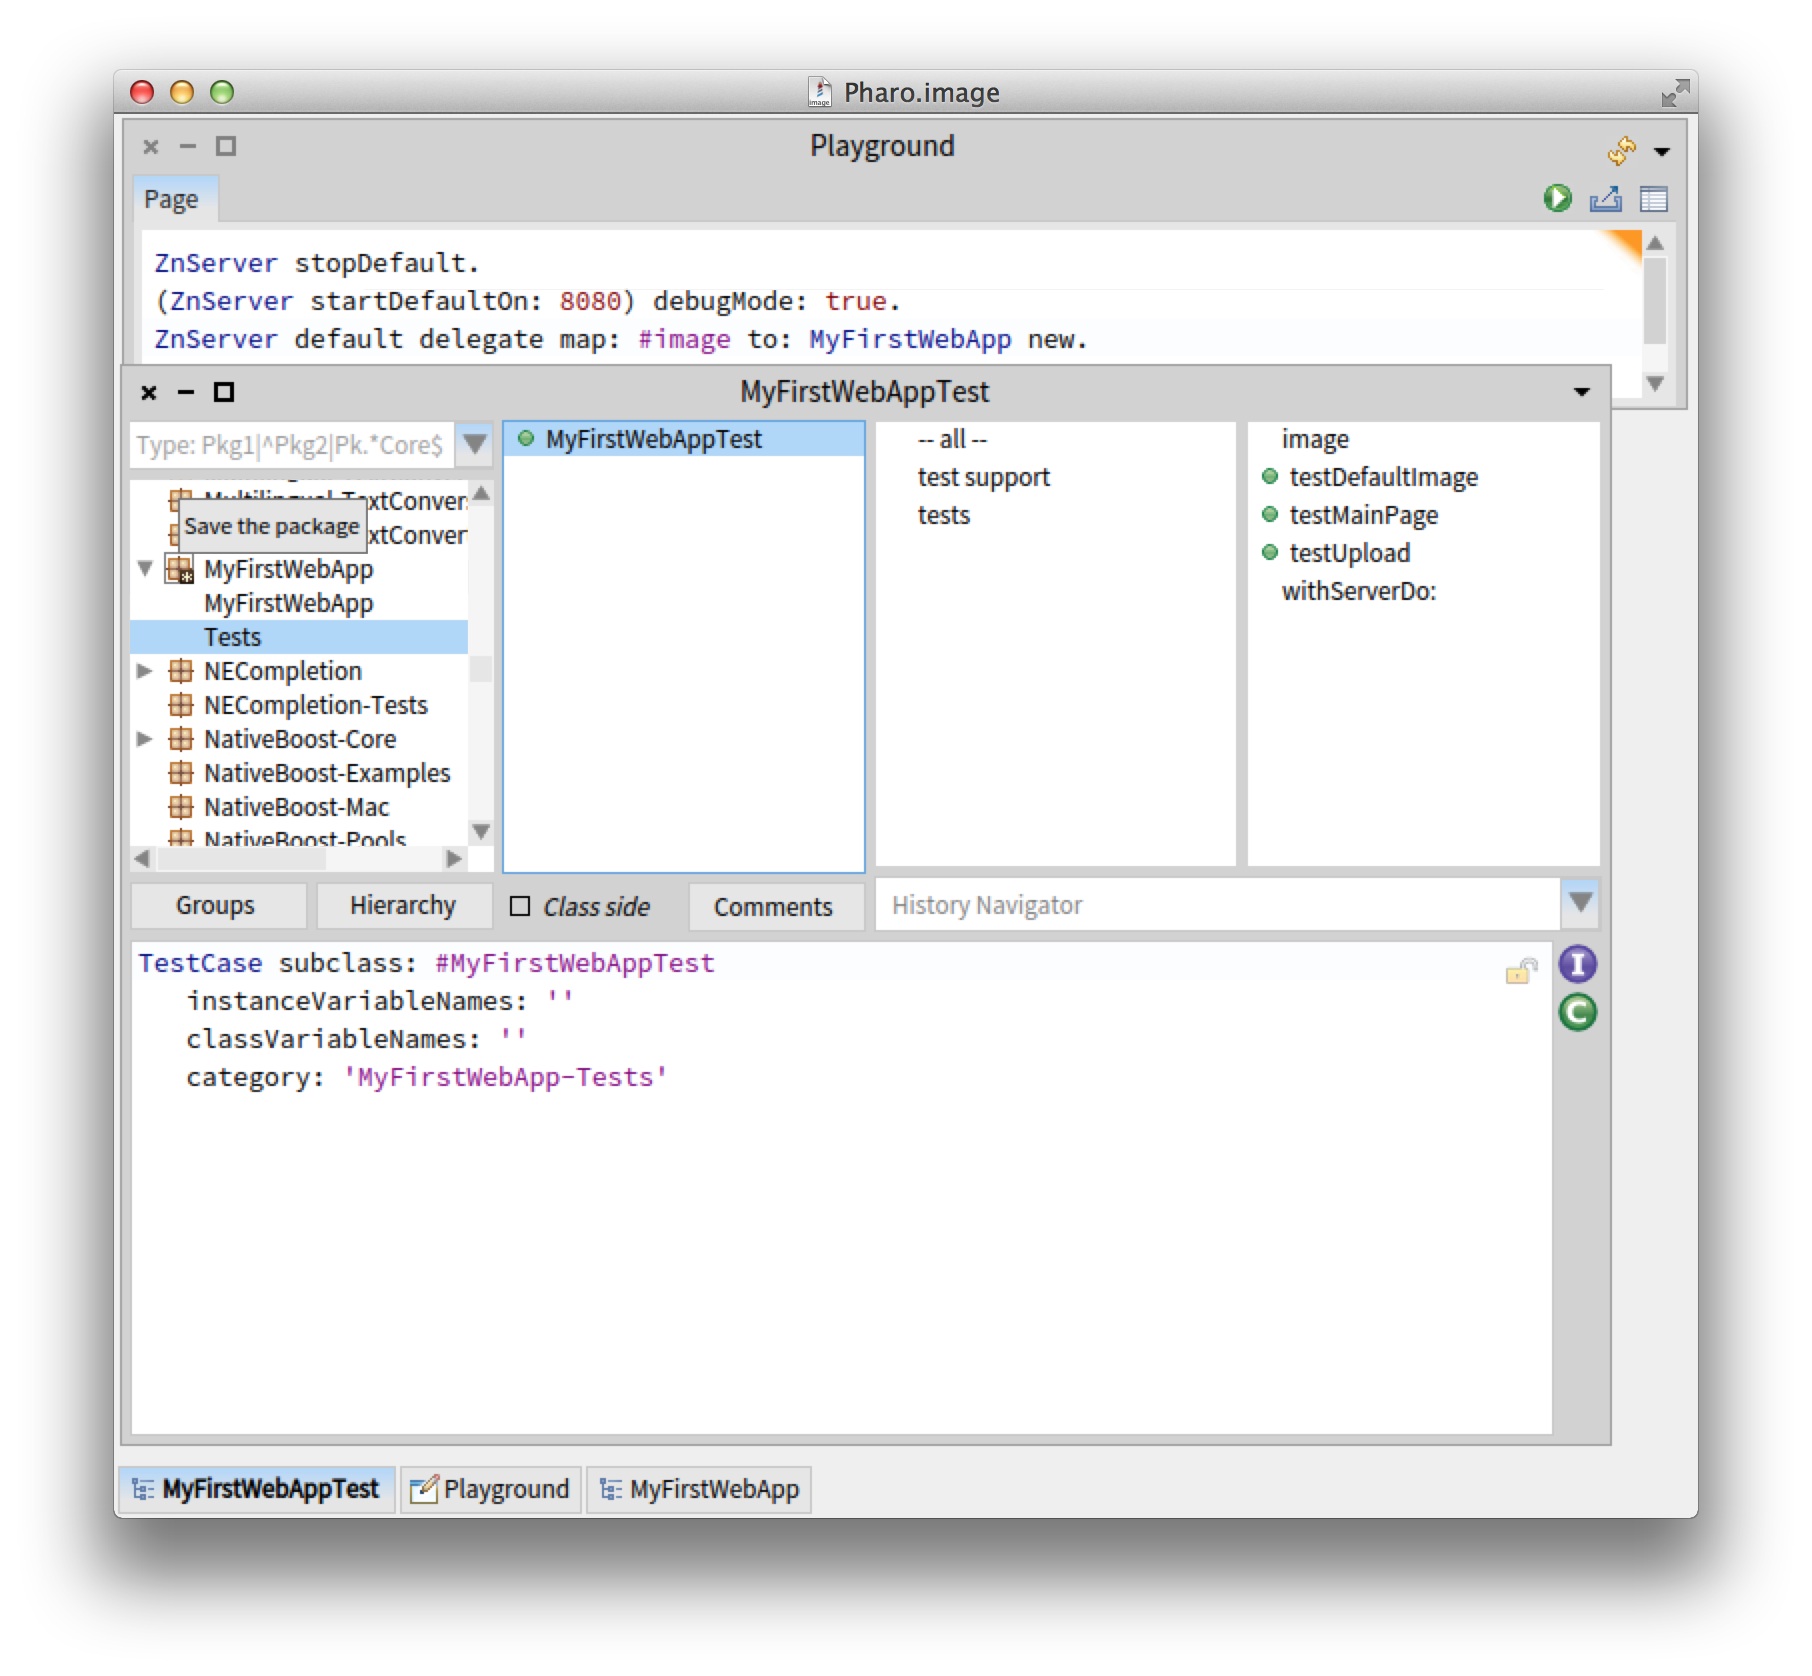 Pharo.image
Playground
Page
ZnServer stopDefault.
(ZnServer startDefaultOn: 8080) debugMode: true.
ZnServer default delegate map: #image to: MyFirstWebApp new.
MyFirstWebAppTest
Type: Pkg1|^Pkg2|Pk.*Core$
Multilingual-TextConver
Save the package
xtConver
MyFirstWebApp
MyFirstWebApp
Tests
NECompletion
NECompletion-Tests
NativeBoost-Core
NativeBoost-Examples
NativeBoost-Mac
NativeBoost-Pools
MyFirstWebAppTest
-- all --
test support
tests
image
testDefaultImage
testMainPage
testUpload
withServerDo:
Groups
Hierarchy
Class side
Comments
History Navigator
TestCase subclass: #MyFirstWebAppTest
instanceVariableNames: ''
classVariableNames: ''
category: 'MyFirstWebApp-Tests'
I
C
MyFirstWebAppTest
Playground
MyFirstWebApp